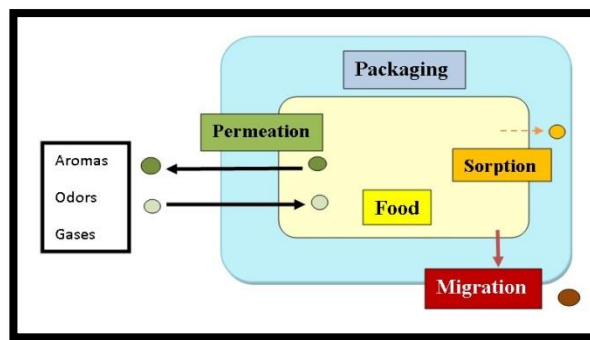 Packaging
Permeation
Aromas
Odors
Gases
Sorption
Food
Migration